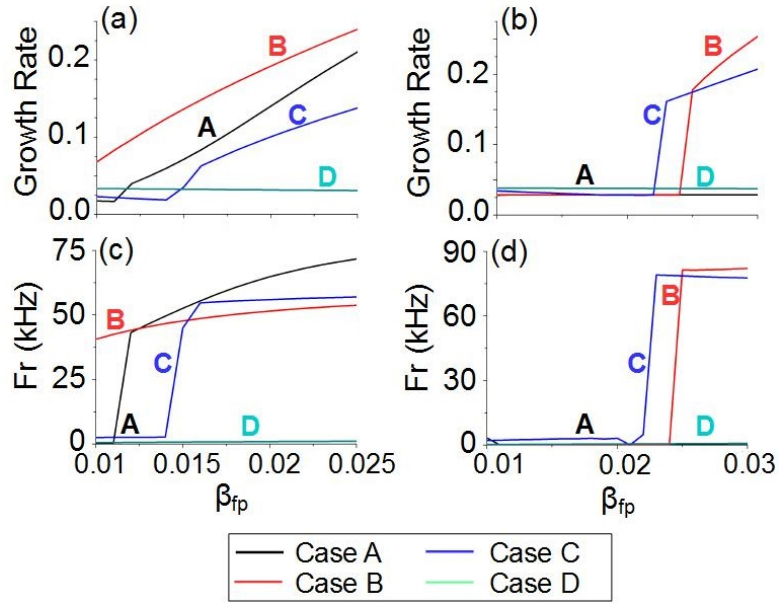 (a)
(b)
Growth Rate
0.2
0.1
0.0
B
A
C
D
Growth Rate
0.2
0.1
0.0
B
C
A
D
(c)
(d)
Fr (kHz)
75
50
25
0
B
C
A
D
0.01
0.015
0.02
0.025
βfp
Fr (kHz)
90
60
30
0
B
C
A
D
0.01
0.02
0.03
βfp
Case A
Case C
Case B
Case D